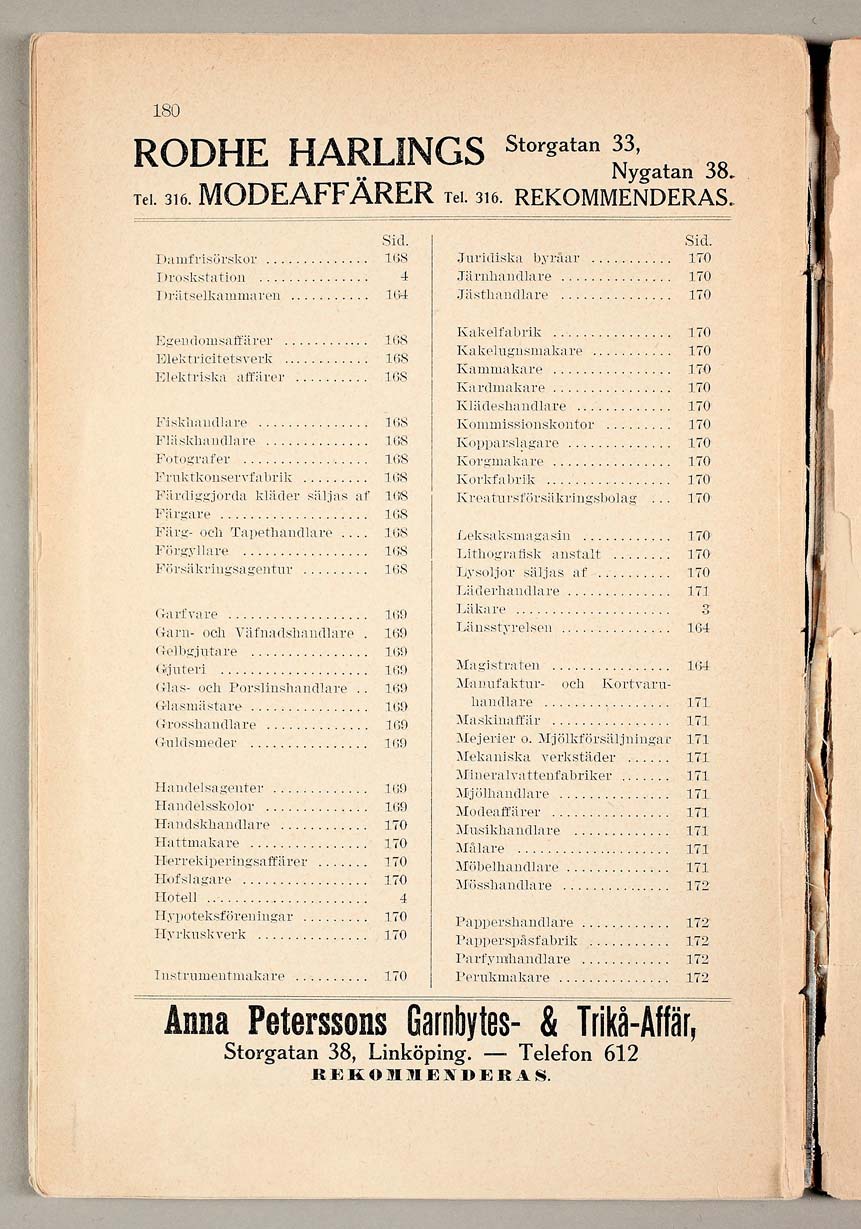 180
RODHE HARLINGS Storgatan 33,
Nygatan 38.
Tel. 316. MODEAFFÄRER Tel. 316. REKOMMENDERAS.
Sid.
Damfrisörskor .............. 168
Droskstation ............... 4
Drätselkammaren ........... 164
Egendomsaffärer ............ 168
Elektricitetsverk ............ 168
Elektriska affärer .......... 168
Fiskhandlare ............... 168
Fläskhandlare .............. 168
Fotografer ................. 168
Fruktkonservfabrik ......... 168
Färdiggjorda kläder säljas af 168
Färgare .................... 168
Färg- och Tapethandlare .... 168
Förgyllare ................. 168
Försäkringsagentur ......... 168
Garfvare ................... 169
Garn- och Väfnadshandlare . 169
Gelbgjutare ................ 169
Gjuteri .................... 169
Glas- och Porslinshandlare .. 169
Glasmästare ................ 169
Grosshandlare .............. 169
Guldsmeder ................ 169
Handelsagenter ............. 169
Handelsskolor .............. 169
Handskhandlare ............ 170
Hattmakare ................ 170
Herrekiperingsaffärer ....... 170
Hofslagare ................. 170
Hotell ...................... 4
Hypoteksföreningar ......... 170
Hyrkuskverk ............... 170
Instrumentmakare .......... 170
Sid.
Juridiska byråar ........... 170
Järnhandlare ............... 170
Jästhandlare ............... 170
Kakelfabrik ................ 170
Kakelugnsmakare ........... 170
Kammakare ................ 170
Kardmakare ................ 170
Klädeshandlare ............. 170
Kommissionskontor ......... 170
Kopparslagare .............. 170
Korgmakare ................ 170
Korkfabrik ................. 170
Kreatursförsäkringsbolag ... 170
Leksaksmagasin ............ 170
Lithografisk anstalt ........ 170
Lysoljor säljas af .......... 170
Läderhandlare .............. 171
Läkare ..................... 3
Länsstyrelsen ............... 164
Magistraten ................ 164
Manufaktur- och Kortvaru-
handlare ................. 171
Maskinaffär ................ 171
Mejerier o. Mjölkförsäljningar 171
Mekaniska verkstäder ...... 171
Mineralvattenfabriker ....... 171
Mjölhandlare ............... 171
Modeaffärer ................ 171
Musikhandlare ............. 171
Målare ..................... 171
Möbelhandlare .............. 171
Mösshandlare ............... 172
Pappershandlare ............ 172
Papperspåsfabrik ........... 172
Parfymhandlare ............ 172
Perukmakare ............... 172
Anna Peterssons Garnbytes- & Trikå-Affär,
Storgatan 38, Linköping. — Telefon 612
REKOMMENDERAS.